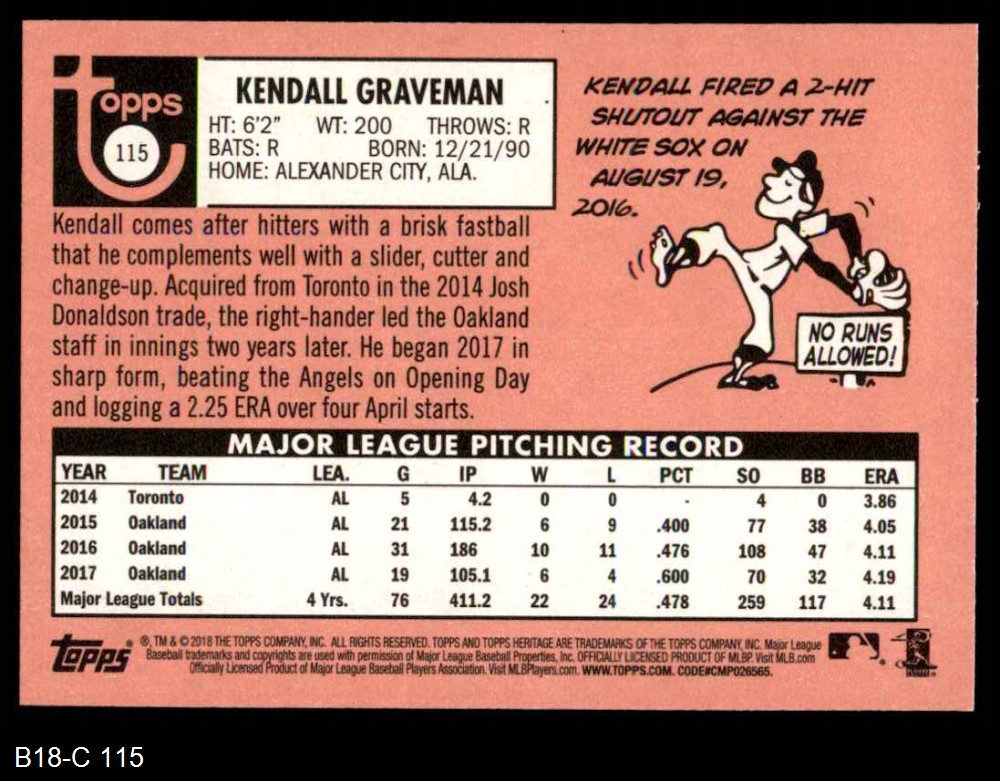 Topps
115
KENDALL GRAVEMAN
HT: 6'2" WT: 200 THROWS: R
BATS: R BORN: 12/21/90
HOME: ALEXANDER CITY, ALA.
KENDALL FIRED A 2-HIT
SHUTOUT AGAINST THE
WHITE SOX ON
AUGUST 19,
2016.
NO RUNS
ALLOWED!
Kendall comes after hitters with a brisk fastball
that he complements well with a slider, cutter and
change-up. Acquired from Toronto in the 2014 Josh
Donaldson trade, the right-hander led the Oakland
staff in innings two years later. He began 2017 in
sharp form, beating the Angels on Opening Day
and logging a 2.25 ERA over four April starts.
MAJOR LEAGUE PITCHING RECORD
YEAR TEAM LEA. G IP W L PCT SO BB ERA
2014 Toronto AL 5 4.2 0 0 - 4 0 3.86
2015 Oakland AL 21 115.2 6 9 .400 77 38 4.05
2016 Oakland AL 31 186 10 11 .476 108 47 4.11
2017 Oakland AL 19 105.1 6 4 .600 70 32 4.19
Major League Totals 4 Yrs. 76 411.2 22 24 .478 259 117 4.11
Topps
®, TM & © 2018 THE TOPPS COMPANY, INC. ALL RIGHTS RESERVED. TOPPS AND TOPPS HERITAGE ARE TRADEMARKS OF THE TOPPS COMPANY, INC. Major League
Baseball trademarks and copyrights are used with permission of Major League Baseball Properties, Inc. OFFICIALLY LICENSED PRODUCT OF MLBP. Visit MLB.com
Officially Licensed Product of Major League Baseball Players Association. Visit MLBPlayers.com. WWW.TOPPS.COM. CODE#CMP026565.
B18-C 115